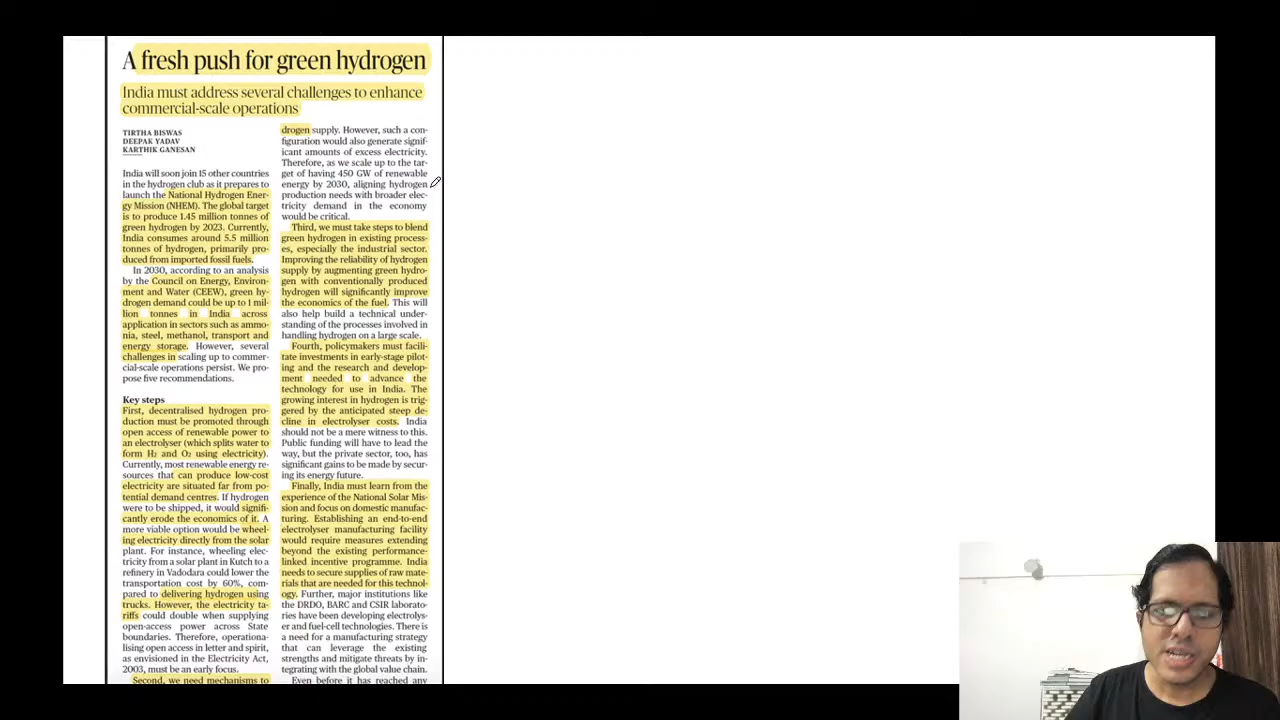 A fresh push for green hydrogen
India must address several challenges to enhance
commercial-scale operations
TIRTHA BISWAS
DEEPAK YADAV
KARTHIK GANESAN
India will soon join 15 other countries
in the hydrogen club as it prepares to
launch the National Hydrogen Ener-
gy Mission (NHEM). The global target
is to produce 1.45 million tonnes of
green hydrogen by 2023. Currently,
India consumes around 5.5 million
tonnes of hydrogen, primarily pro-
duced from imported fossil fuels.
In 2030, according to an analysis
by the Council on Energy, Environ-
ment and Water (CEEW), green hy-
drogen demand could be up to 1 mil-
lion tonnes in India across
application in sectors such as ammo-
nia, steel, methanol, transport and
energy storage. However, several
challenges in scaling up to commer-
cial-scale operations persist. We pro-
pose five recommendations.
Key steps
First, decentralised hydrogen pro-
duction must be promoted through
open access of renewable power to
an electrolyser (which splits water to
form H₂ and O₂ using electricity).
Currently, most renewable energy re-
sources that can produce low-cost
electricity are situated far from po-
tential demand centres. If hydrogen
were to be shipped, it would signifi-
cantly erode the economics of it. A
more viable option would be wheel-
ing electricity directly from the solar
plant. For instance, wheeling elec-
tricity from a solar plant in Kutch to a
refinery in Vadodara could lower the
transportation cost by 60%, com-
pared to delivering hydrogen using
trucks. However, the electricity ta-
riffs could double when supplying
open-access power across State
boundaries. Therefore, operationa-
lising open access in letter and spirit,
as envisioned in the Electricity Act,
2003, must be an early focus.
Second, we need mechanisms to
drogen supply. However, such a con-
figuration would also generate signif-
icant amounts of excess electricity.
Therefore, as we scale up to the tar-
get of having 450 GW of renewable
energy by 2030, aligning hydrogen
production needs with broader elec-
tricity demand in the economy
would be critical.
Third, we must take steps to blend
green hydrogen in existing process-
es, especially the industrial sector.
Improving the reliability of hydrogen
supply by augmenting green hydro-
gen with conventionally produced
hydrogen will significantly improve
the economics of the fuel. This will
also help build a technical under-
standing of the processes involved in
handling hydrogen on a large scale.
Fourth, policymakers must facili-
tate investments in early-stage pilot-
ing and the research and develop-
ment needed to advance the
technology for use in India. The
growing interest in hydrogen is trig-
gered by the anticipated steep de-
cline in electrolyser costs. India
should not be a mere witness to this.
Public funding will have to lead the
way, but the private sector, too, has
significant gains to be made by secur-
ing its energy future.
Finally, India must learn from the
experience of the National Solar Mis-
sion and focus on domestic manufac-
turing. Establishing an end-to-end
electrolyser manufacturing facility
would require measures extending
beyond the existing performance-
linked incentive programme. India
needs to secure supplies of raw mate-
rials that are needed for this technol-
ogy. Further, major institutions like
the DRDO, BARC and CSIR laborato-
ries have been developing electrolys-
er and fuel-cell technologies. There is
a need for a manufacturing strategy
that can leverage the existing
strengths and mitigate threats by in-
tegrating with the global value chain.
Even before it has reached any